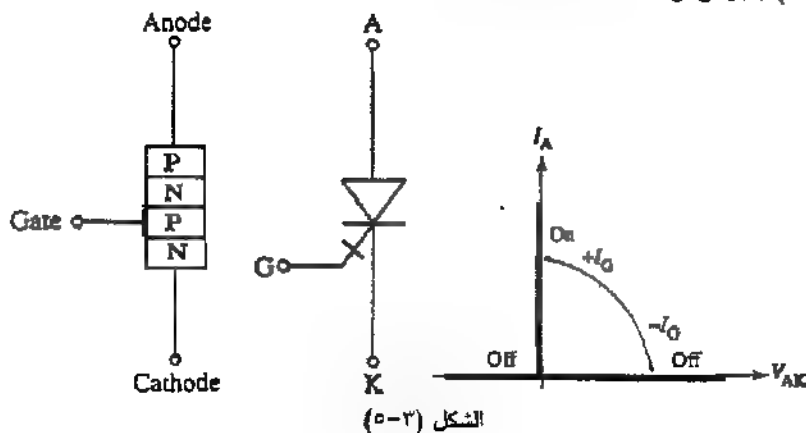 Anode
P
N
P
N
Gate
Cathode
A
G
K
I_A
On
+I_G
-I_G
Off
Off
V_AK
الشكل (٣-٥)